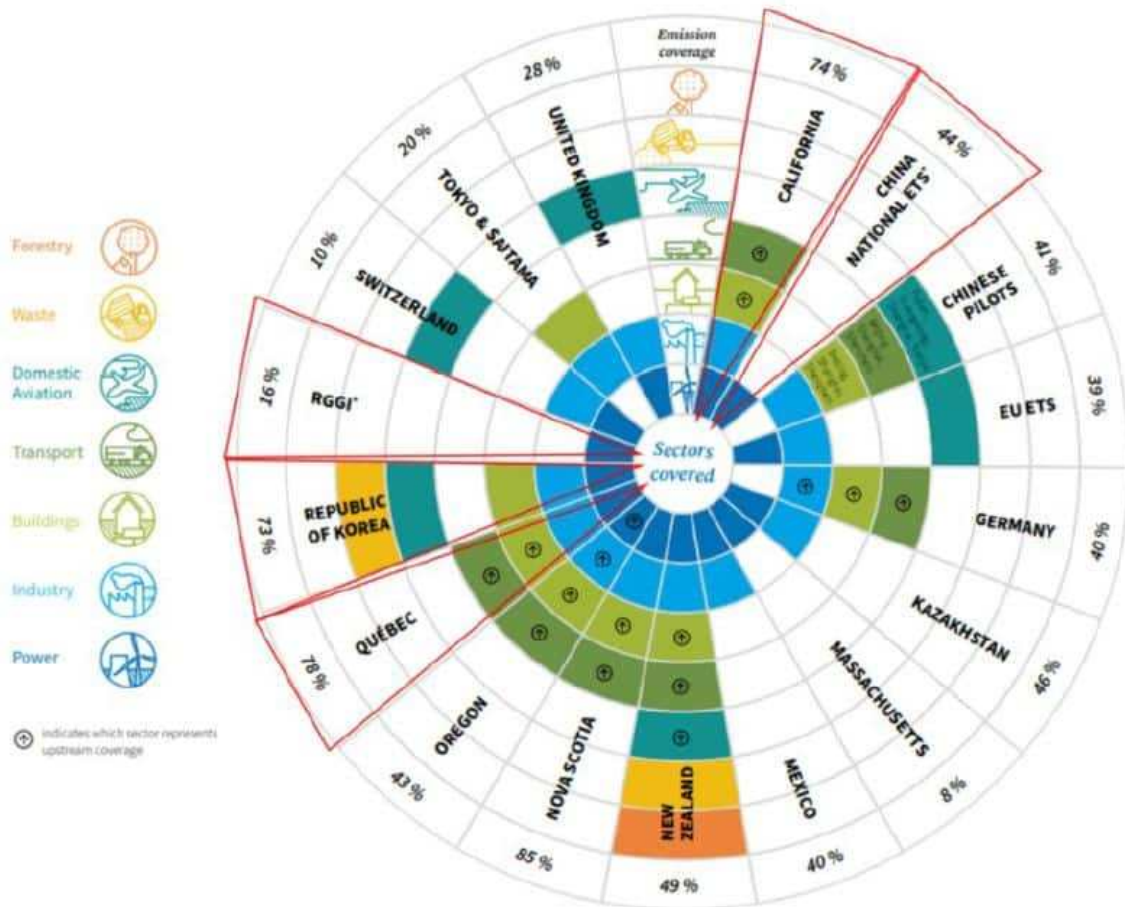 Emission
coverage
74 %
CALIFORNIA
44 %
CHINA
NATIONAL ETS*
41 %
CHINESE
PILOTS
39 %
EU ETS
40 %
GERMANY
46 %
KAZAKHSTAN
8 %
MASSACHUSETTS
40 %
MEXICO
49 %
NEW
ZEALAND
85 %
NOVA SCOTIA
43 %
OREGON
78 %
QUÉBEC
73 %
REPUBLIC
OF KOREA
16 %
RGGI*
10 %
SWITZERLAND
20 %
TOKYO & SAITAMA
28 %
UNITED KINGDOM
Sectors
covered
Forestry
Waste
Domestic
Aviation
Transport
Buildings
Industry
Power
indicates which sector represents
upstream coverage